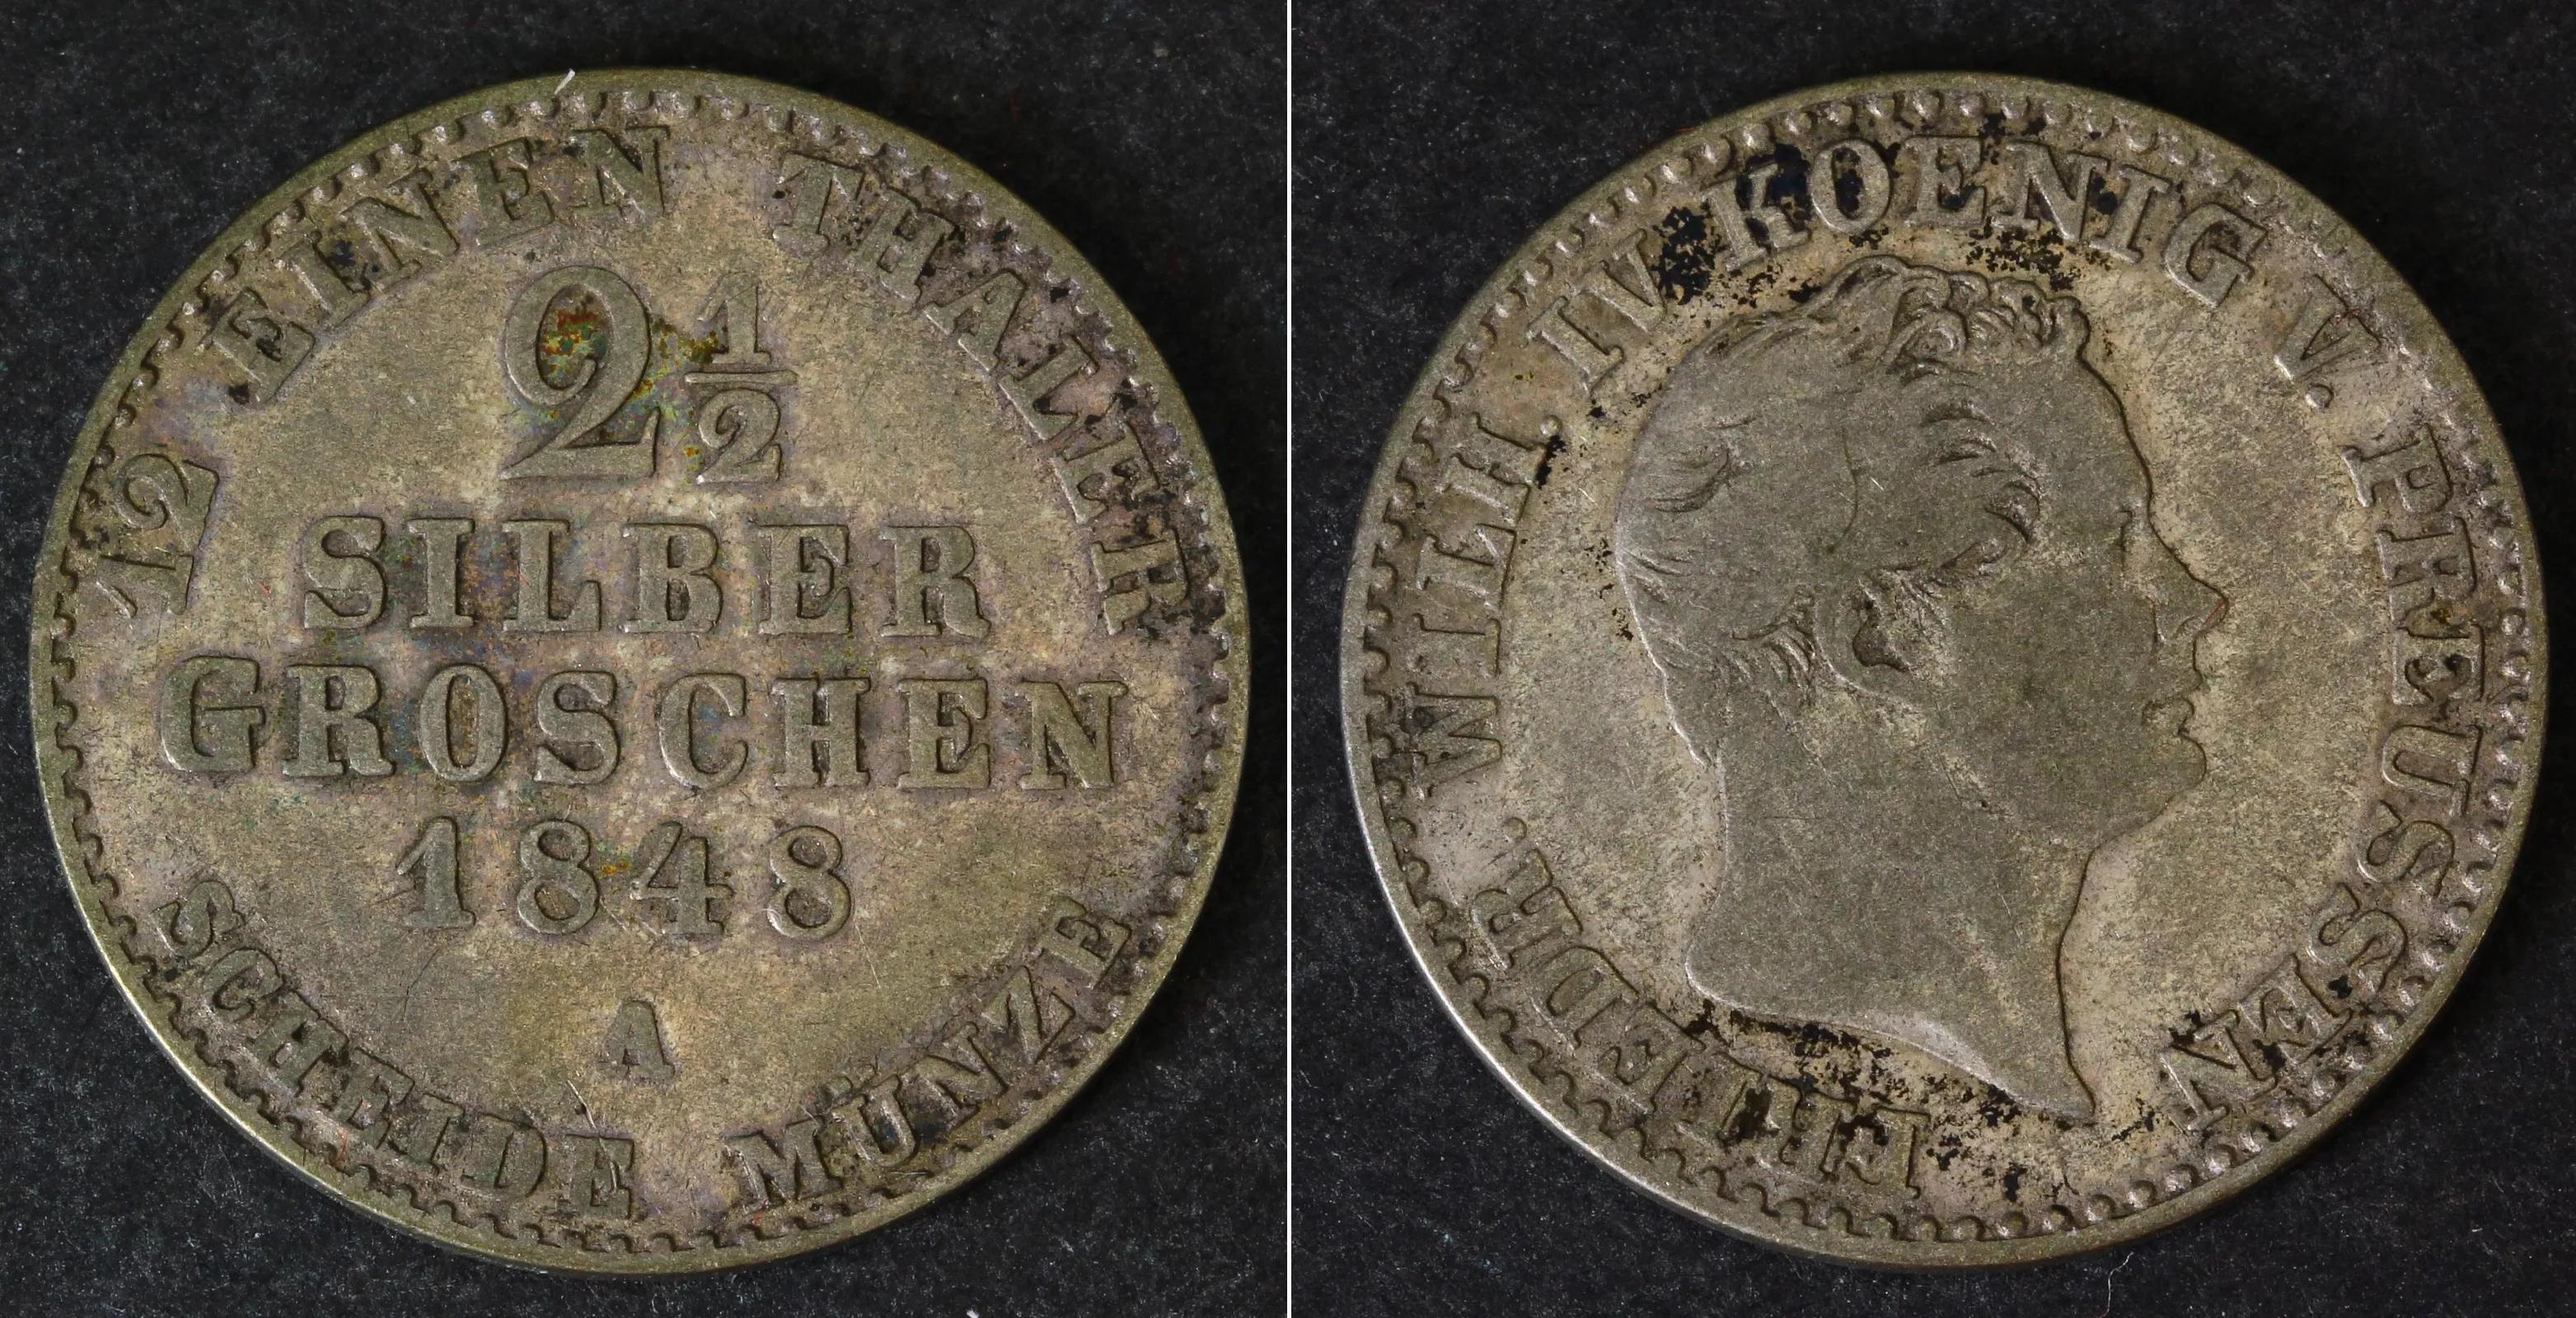 12 EINEN THALER
2 1/2
SILBER
GROSCHEN
1848
A
SCHEIDE MÜNZE
FRIEDR. WILH. IV KOENIG V. PREUSSEN